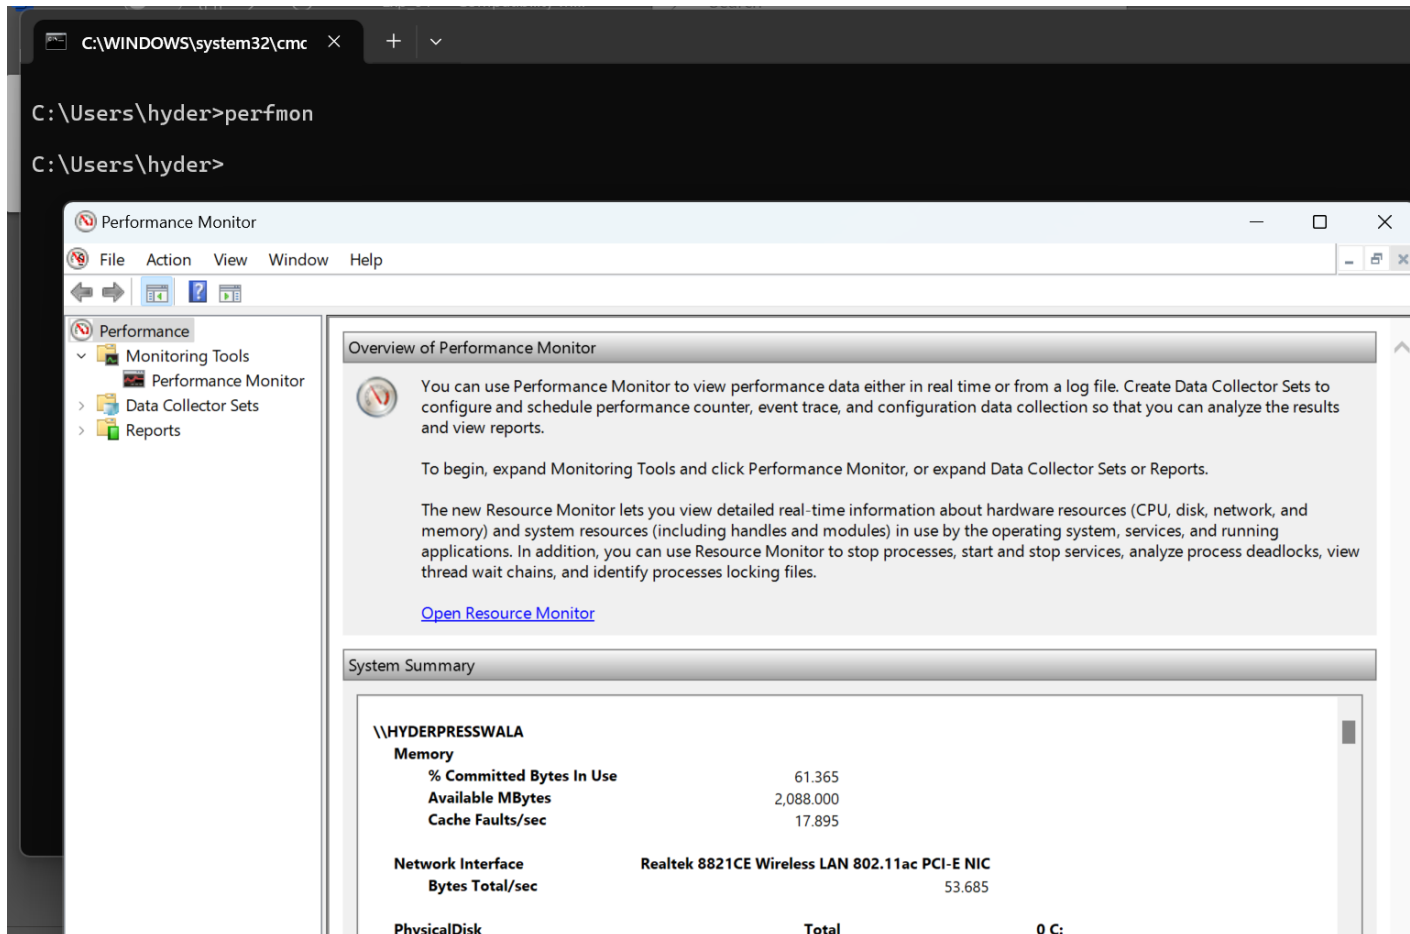 C:\WINDOWS\system32\cmc
C:\Users\hyder>perfmon
C:\Users\hyder>
Performance Monitor
File Action View Window Help
Performance
Monitoring Tools
Performance Monitor
Data Collector Sets
Reports
Overview of Performance Monitor
You can use Performance Monitor to view performance data either in real time or from a log file. Create Data Collector Sets to
configure and schedule performance counter, event trace, and configuration data collection so that you can analyze the results
and view reports.
To begin, expand Monitoring Tools and click Performance Monitor, or expand Data Collector Sets or Reports.
The new Resource Monitor lets you view detailed real-time information about hardware resources (CPU, disk, network, and
memory) and system resources (including handles and modules) in use by the operating system, services, and running
applications. In addition, you can use Resource Monitor to stop processes, start and stop services, analyze process deadlocks, view
thread wait chains, and identify processes locking files.
Open Resource Monitor
System Summary
\\HYDERPRESSWALA
Memory
% Committed Bytes In Use 61.365
Available MBytes 2,088.000
Cache Faults/sec 17.895
Network Interface Realtek 8821CE Wireless LAN 802.11ac PCI-E NIC
Bytes Total/sec 53.685
PhysicalDisk Total 0 C: